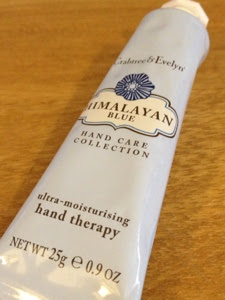 Crabtree & Evelyn
HIMALAYAN
BLUE
HAND CARE
COLLECTION
ultra-moisturising
hand therapy
NET WT 25g ℮ 0.9 OZ